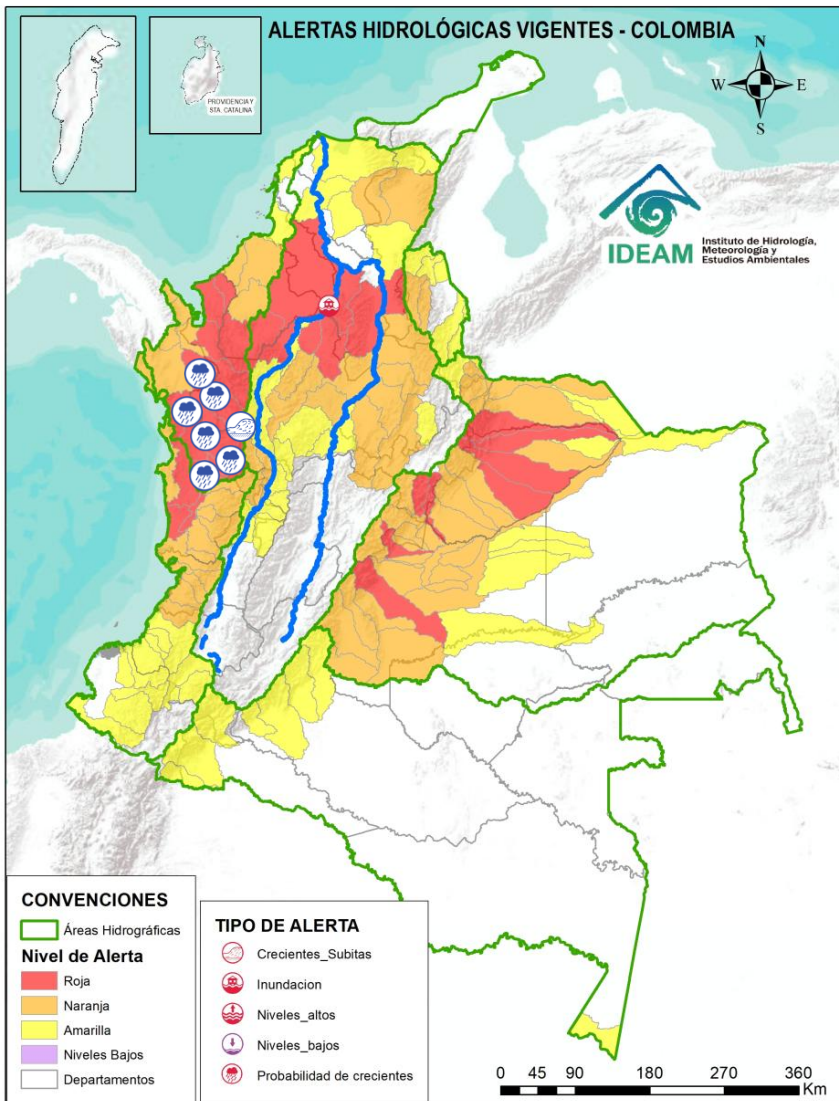 ALERTAS HIDROLÓGICAS VIGENTES - COLOMBIA
PROVIDENCIA Y
STA. CATALINA
N
W E
S
IDEAM
Instituto de Hidrología,
Meteorología y
Estudios Ambientales
CONVENCIONES
Áreas Hidrográficas
Nivel de Alerta
Roja
Naranja
Amarilla
Niveles Bajos
Departamentos
TIPO DE ALERTA
Crecientes_Subitas
Inundacion
Niveles_altos
Niveles_bajos
Probabilidad de crecientes
0 45 90 180 270 360
Km